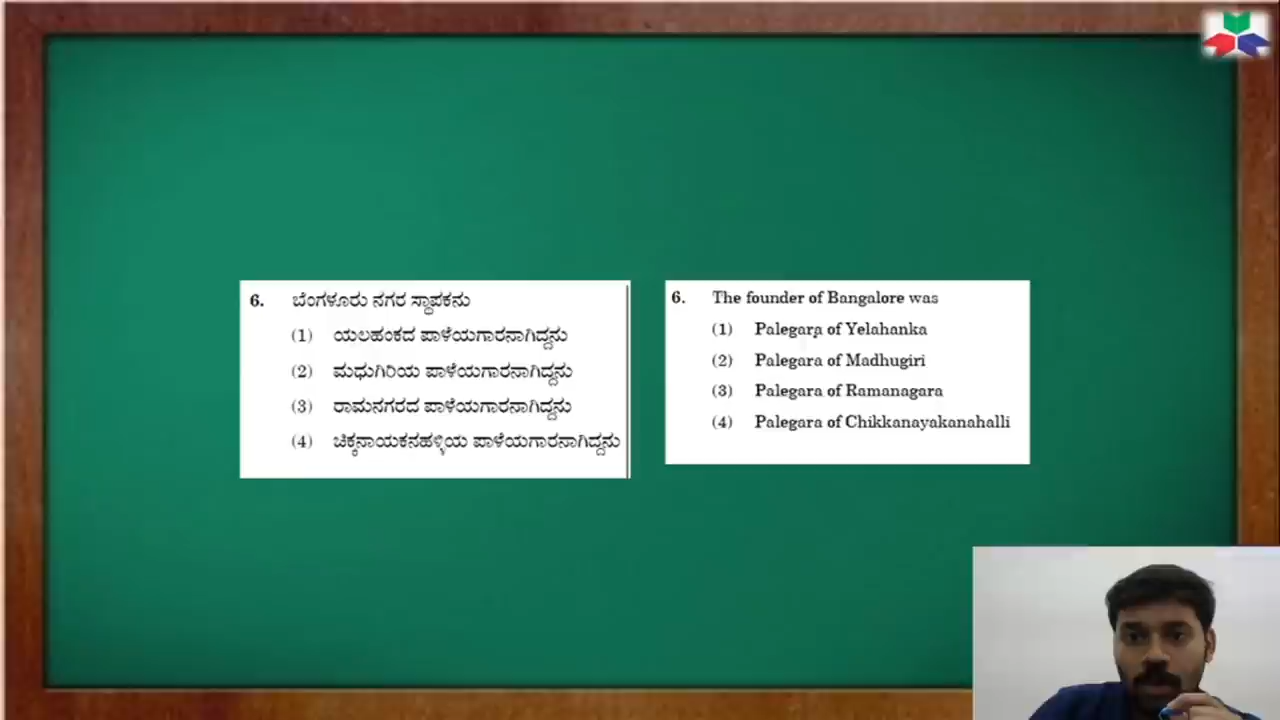 6. ಬೆಂಗಳೂರು ನಗರ ಸ್ಥಾಪಕನು
(1) ಯಲಹಂಕದ ಪಾಳೆಯಗಾರನಾಗಿದ್ದನು
(2) ಮಧುಗಿರಿಯ ಪಾಳೆಯಗಾರನಾಗಿದ್ದನು
(3) ರಾಮನಗರದ ಪಾಳೆಯಗಾರನಾಗಿದ್ದನು
(4) ಚಿಕ್ಕನಾಯಕನಹಳ್ಳಿಯ ಪಾಳೆಯಗಾರನಾಗಿದ್ದನು
6. The founder of Bangalore was
(1) Palegara of Yelahanka
(2) Palegara of Madhugiri
(3) Palegara of Ramanagara
(4) Palegara of Chikkanayakanahalli